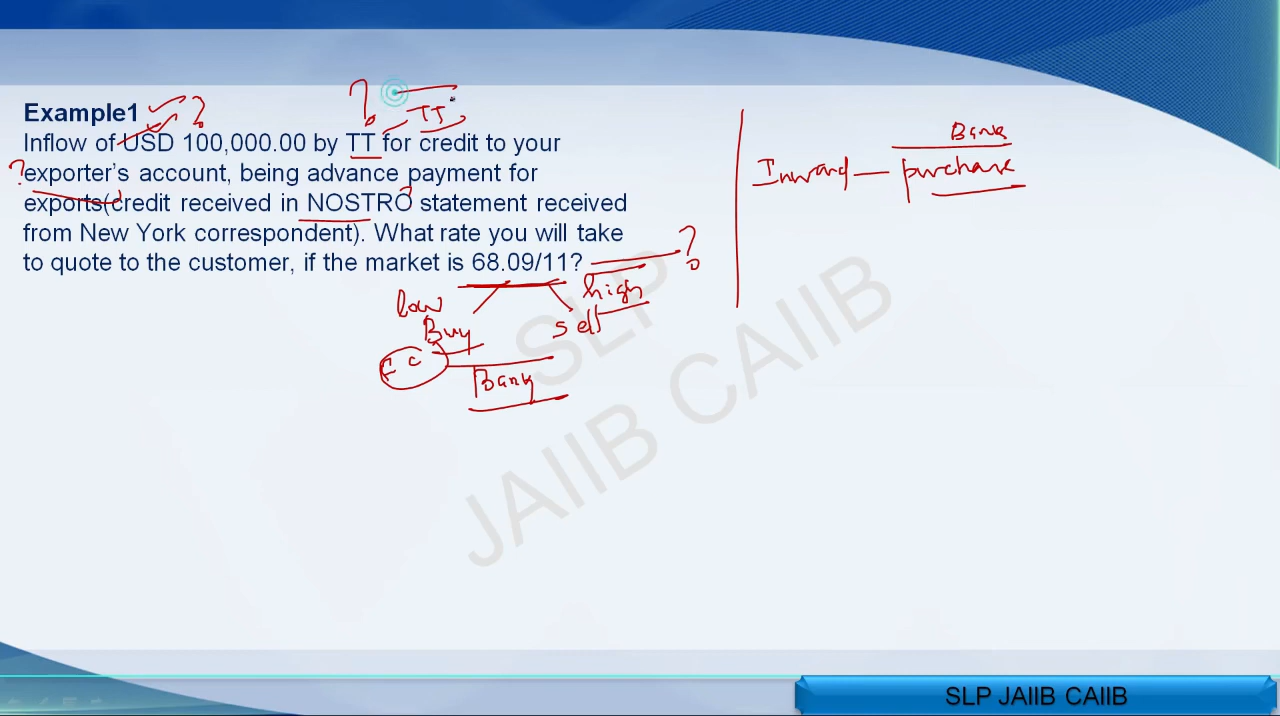 Example1
?
?
TT
Inflow of USD 100,000.00 by TT for credit to your
exporter's account, being advance payment for
exports(credit received in NOSTRO statement received
from New York correspondent). What rate you will take
to quote to the customer, if the market is 68.09/11?
?
?
low
high
Buy
sell
FC
Bank
Bank
Inward — purchase
SLP
JAIIB CAIIB
SLP JAIIB CAIIB